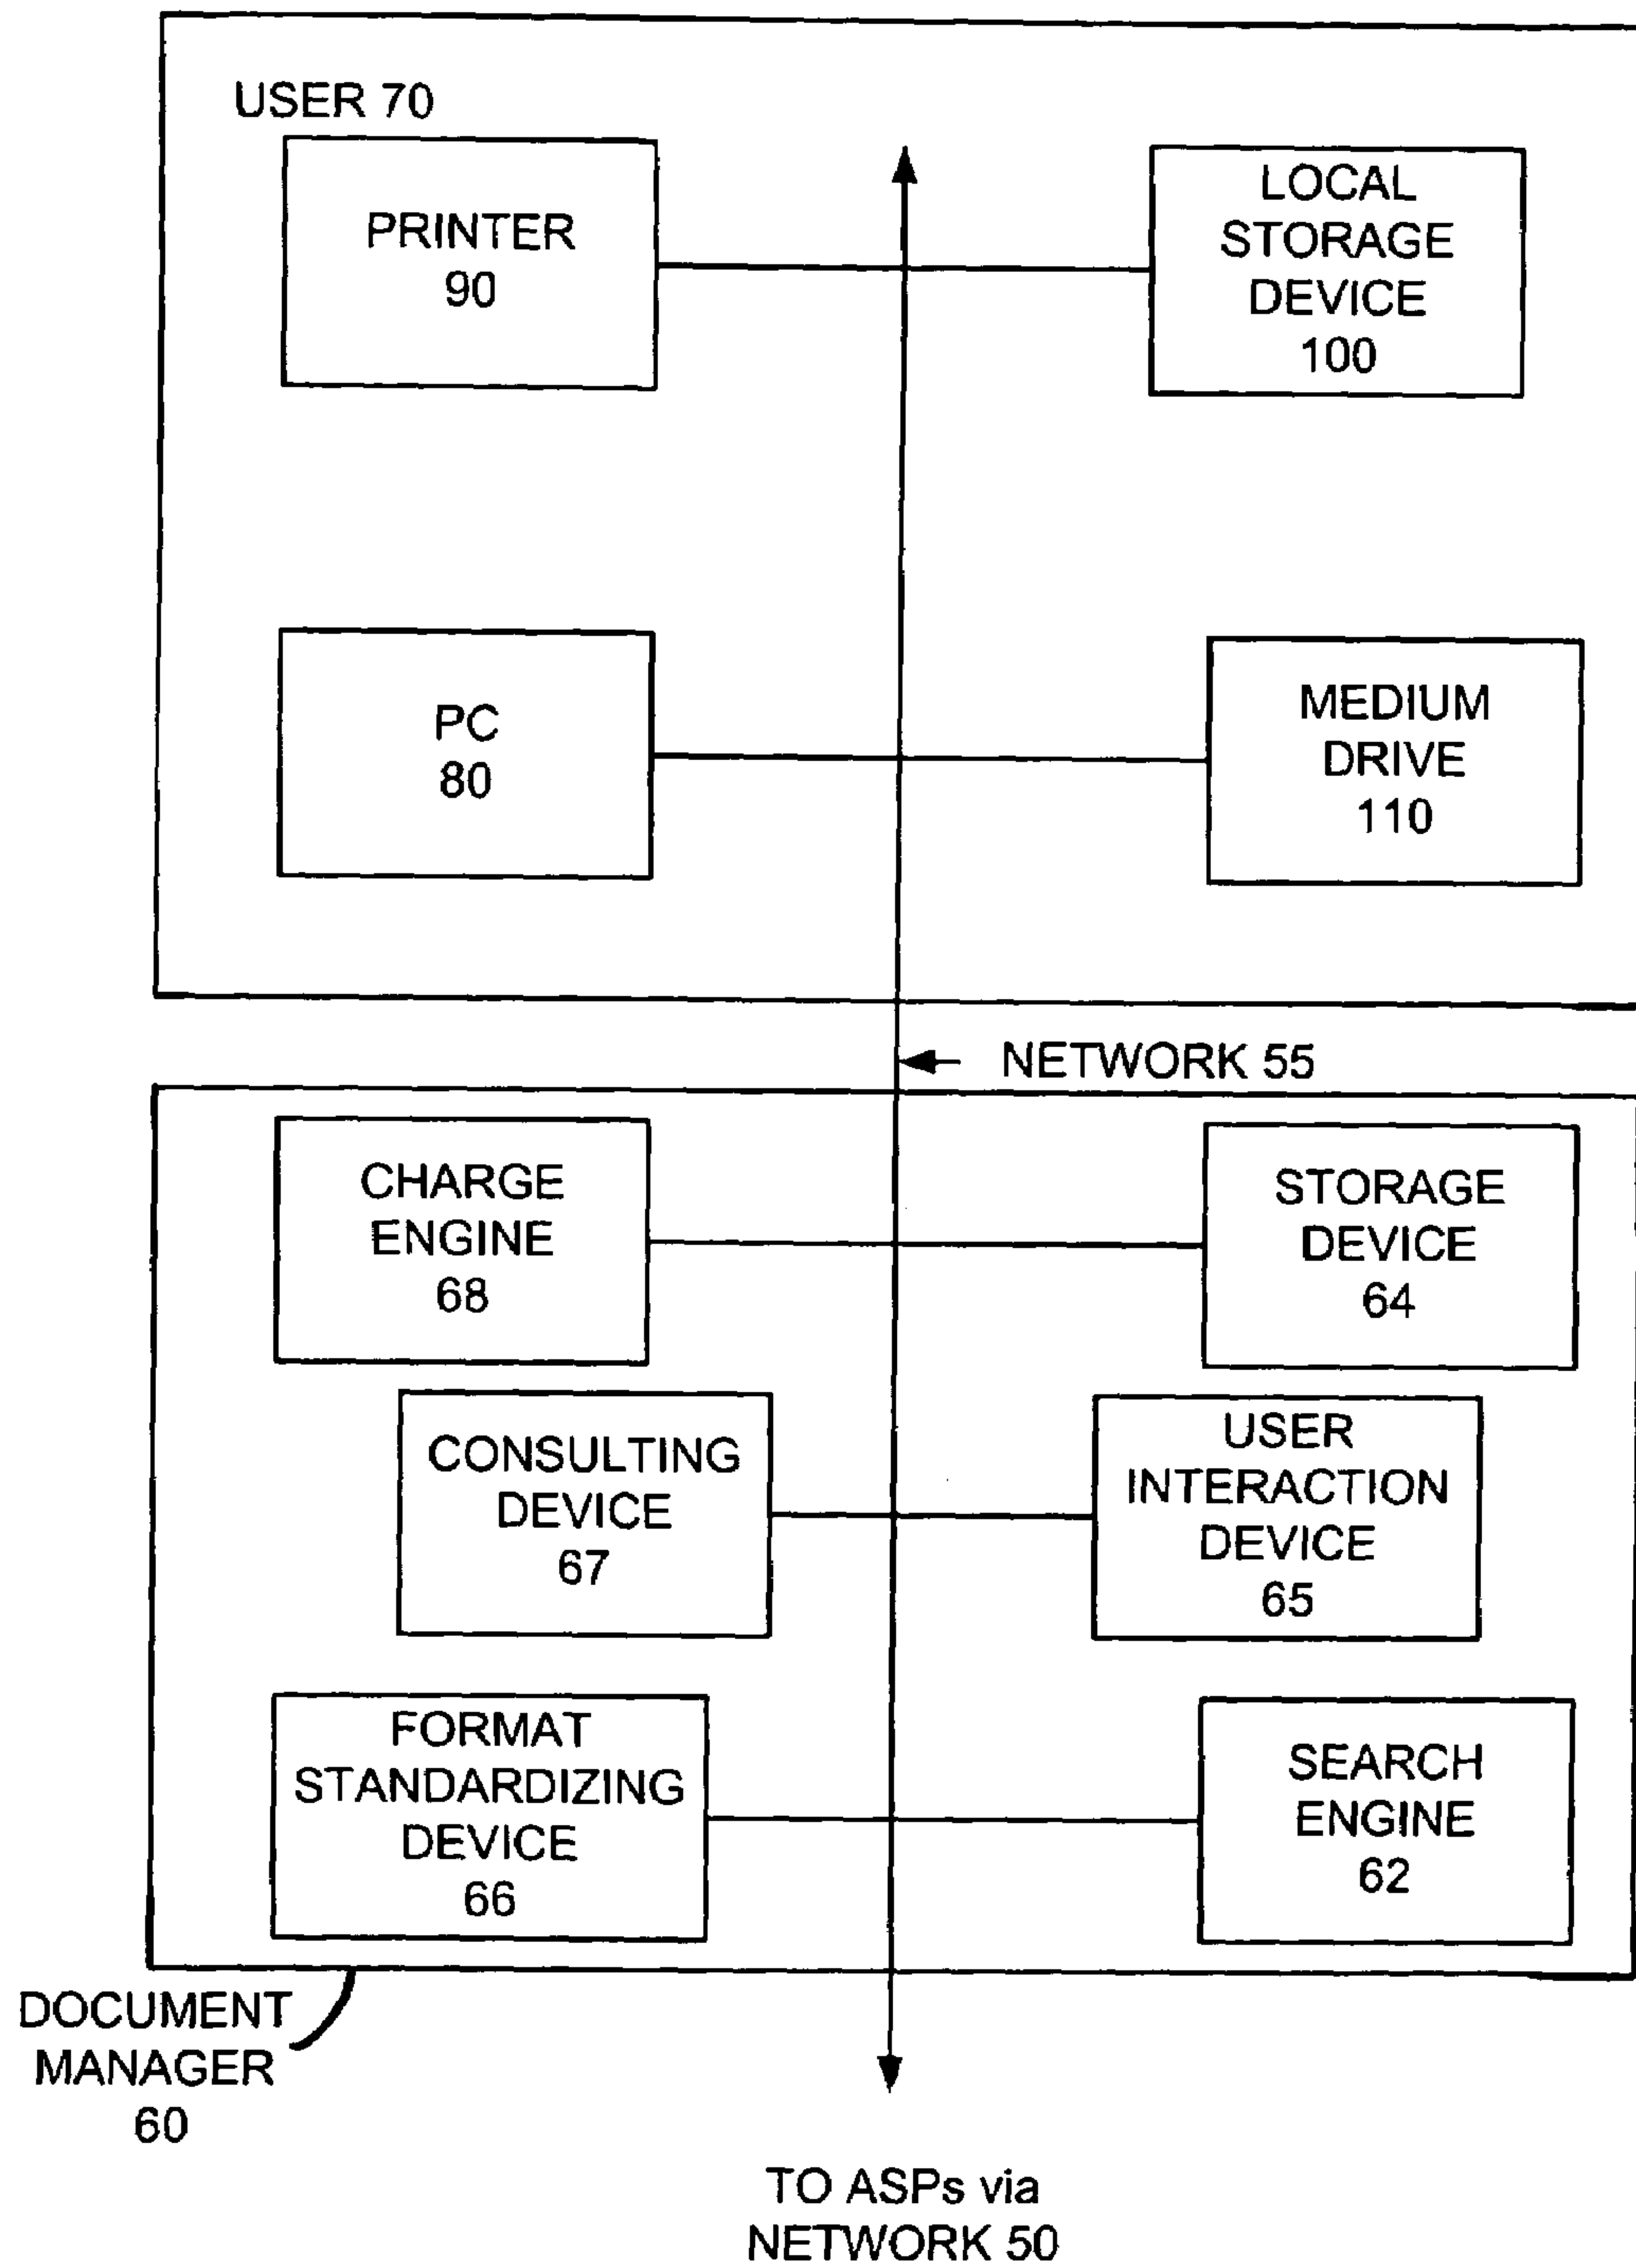 USER 70
PRINTER
90
LOCAL
STORAGE
DEVICE
100
PC
80
MEDIUM
DRIVE
110
NETWORK 55
CHARGE
ENGINE
68
STORAGE
DEVICE
64
CONSULTING
DEVICE
67
USER
INTERACTION
DEVICE
65
FORMAT
STANDARDIZING
DEVICE
66
SEARCH
ENGINE
62
DOCUMENT
MANAGER
60
TO ASPs via
NETWORK 50